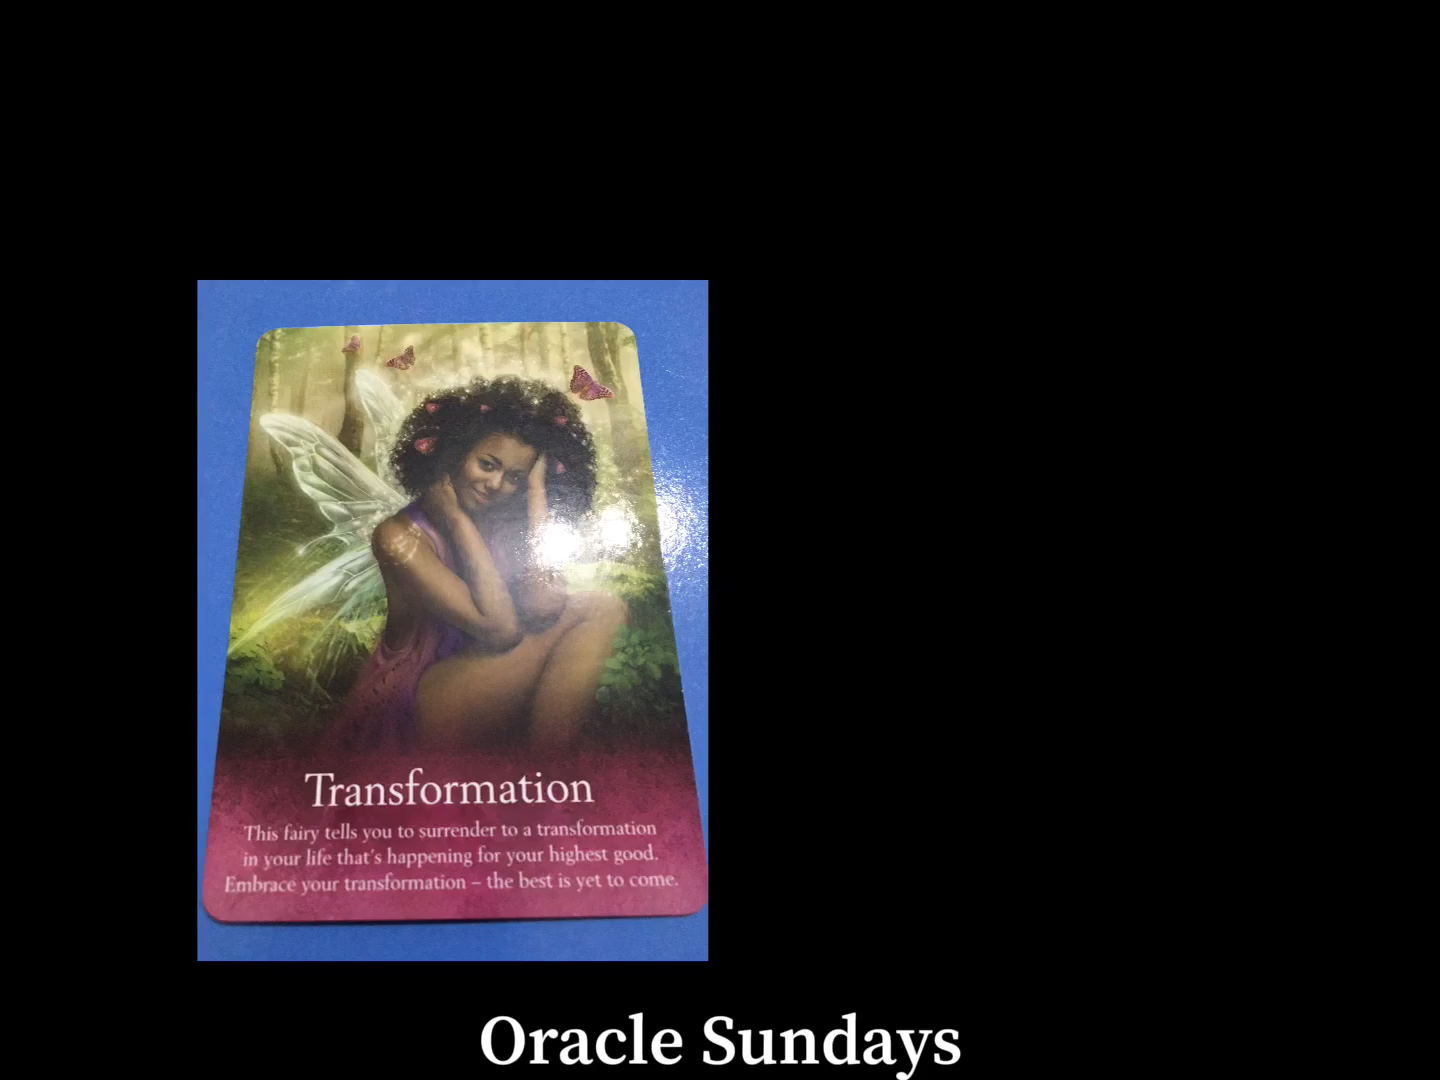 Transformation
This fairy tells you to surrender to a transformation
in your life that's happening for your highest good.
Embrace your transformation – the best is yet to come.
Oracle Sundays